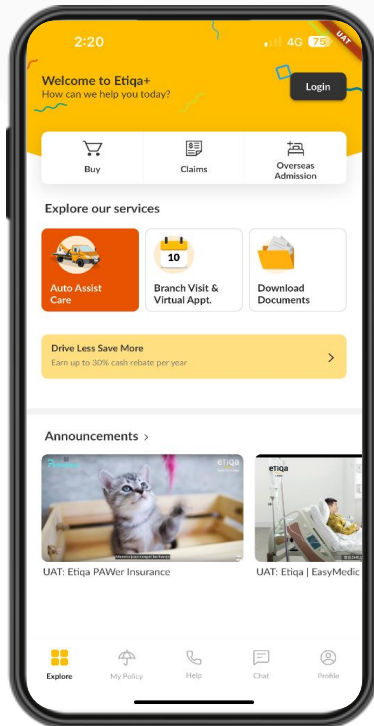 2:20
4G 75
UAT
Welcome to Etiqa+
How can we help you today?
Login
Buy
Claims
Overseas
Admission
Explore our services
10
Auto Assist
Care
Branch Visit &
Virtual Appt.
Download
Documents
Drive Less Save More
Earn up to 30% cash rebate per year
Announcements >
etiqa
etiqa
UAT: Etiqa PAWer Insurance
UAT: Etiqa | EasyMedic
Explore
My Policy
Help
Chat
Profile